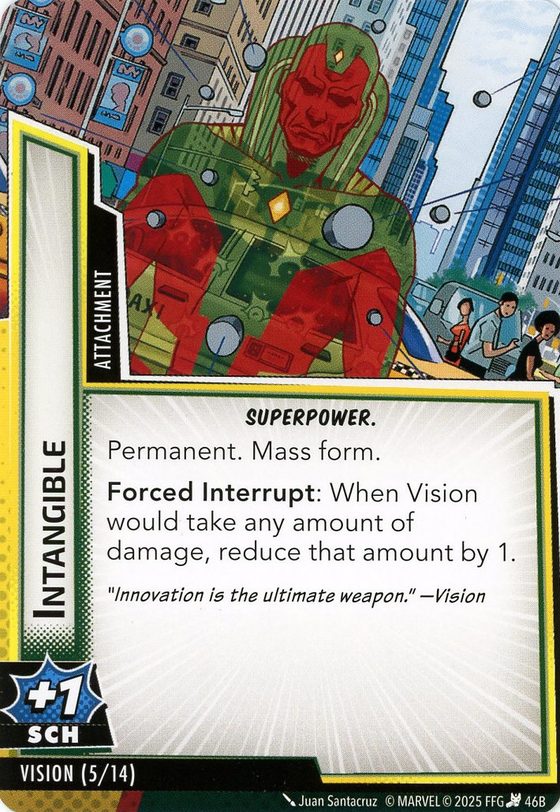 AXI
ATTACHMENT
INTANGIBLE
SUPERPOWER.
Permanent. Mass form.
Forced Interrupt: When Vision
would take any amount of
damage, reduce that amount by 1.
"Innovation is the ultimate weapon." —Vision
+1
SCH
VISION (5/14)
Juan Santacruz © MARVEL © 2025 FFG 46B